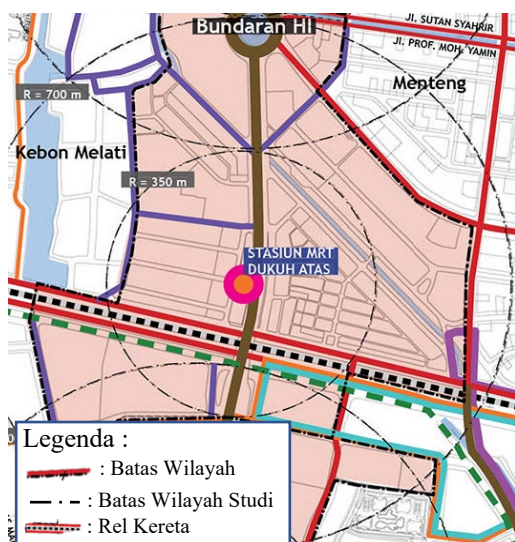 JL. SUTAN SYAHRIR
Bundaran HI
JL. PROF. MOH. YAMIN
Menteng
R = 700 m
Kebon Melati
R = 350 m
STASIUN MRT
DUKUH ATAS
Legenda :
: Batas Wilayah
: Batas Wilayah Studi
: Rel Kereta